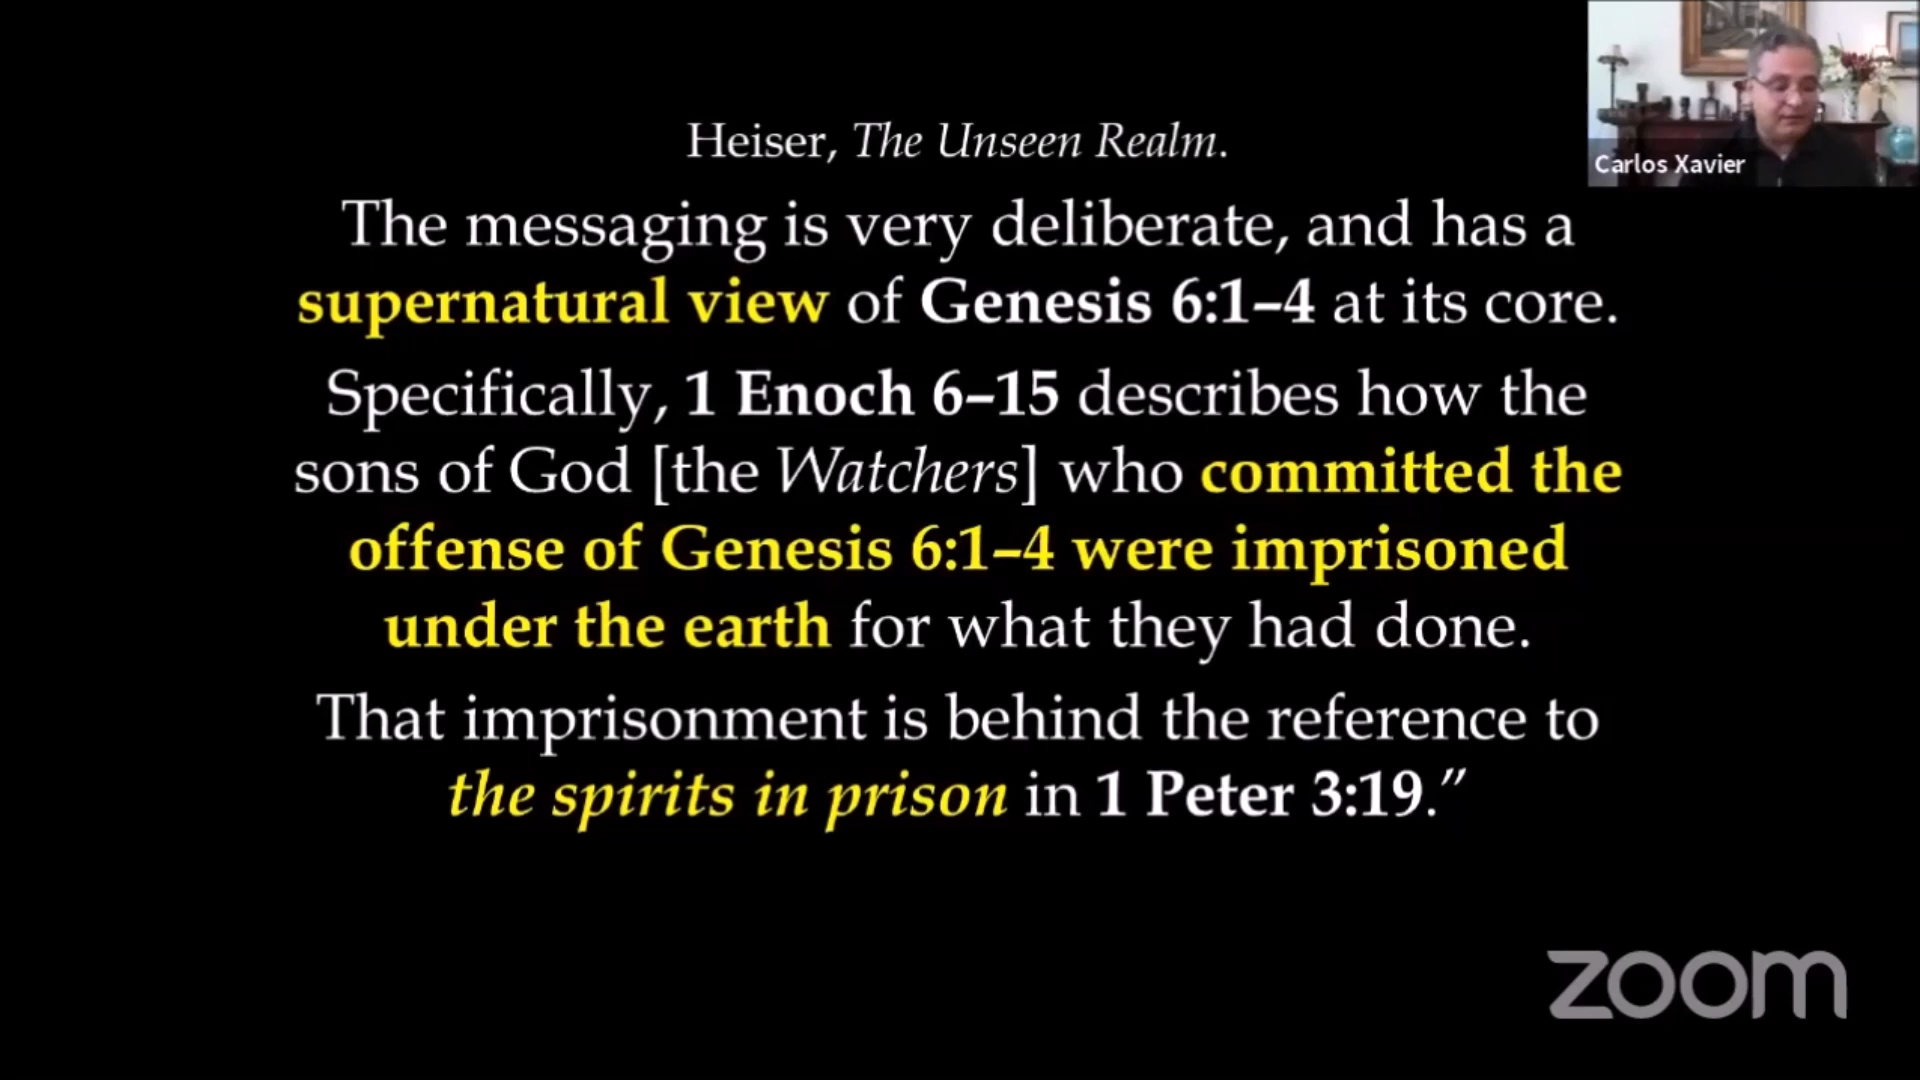 Heiser, The Unseen Realm.
The messaging is very deliberate, and has a
supernatural view of Genesis 6:1–4 at its core.
Specifically, 1 Enoch 6–15 describes how the
sons of God [the Watchers] who committed the
offense of Genesis 6:1–4 were imprisoned
under the earth for what they had done.
That imprisonment is behind the reference to
the spirits in prison in 1 Peter 3:19.”
Carlos Xavier
zoom